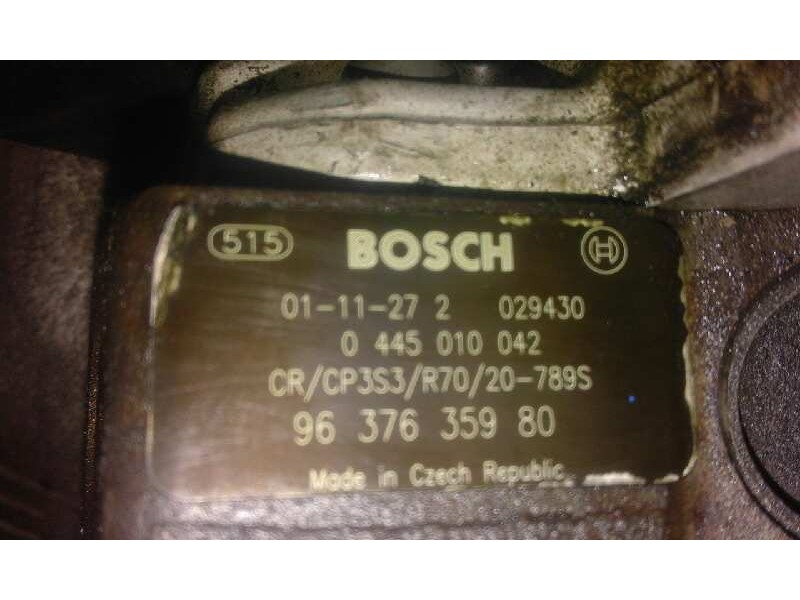 515 BOSCH H
01-11-27 2 029430
0 445 010 042
CR/CP3S3/R70/20-789S
96 376 359 80
Made in Czech Republic